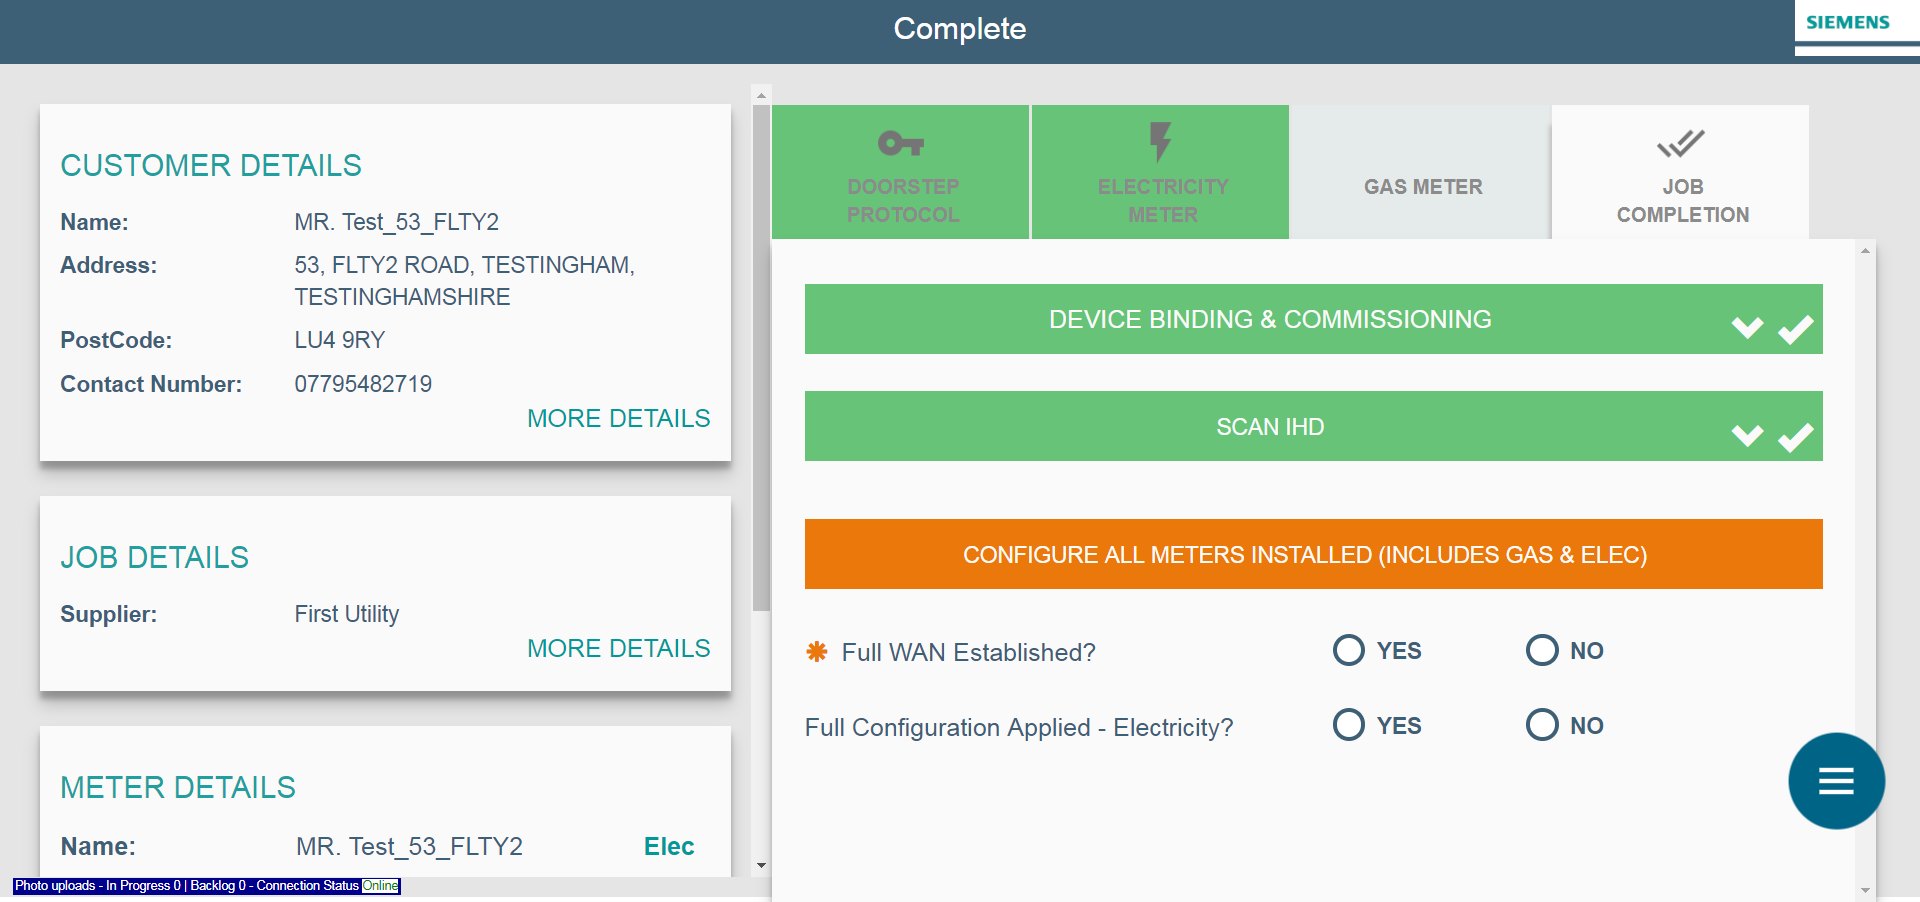 Complete
SIEMENS
CUSTOMER DETAILS
Name: MR. Test_53_FLTY2
Address: 53, FLTY2 ROAD, TESTINGHAM,
TESTINGHAMSHIRE
PostCode: LU4 9RY
Contact Number: 07795482719
MORE DETAILS
JOB DETAILS
Supplier: First Utility
MORE DETAILS
METER DETAILS
Name: MR. Test_53_FLTY2 Elec
Photo uploads - In Progress 0 | Backlog 0 - Connection Status Online
DOORSTEP
PROTOCOL
ELECTRICITY
METER
GAS METER
JOB
COMPLETION
DEVICE BINDING & COMMISSIONING
SCAN IHD
CONFIGURE ALL METERS INSTALLED (INCLUDES GAS & ELEC)
Full WAN Established? YES NO
Full Configuration Applied - Electricity? YES NO